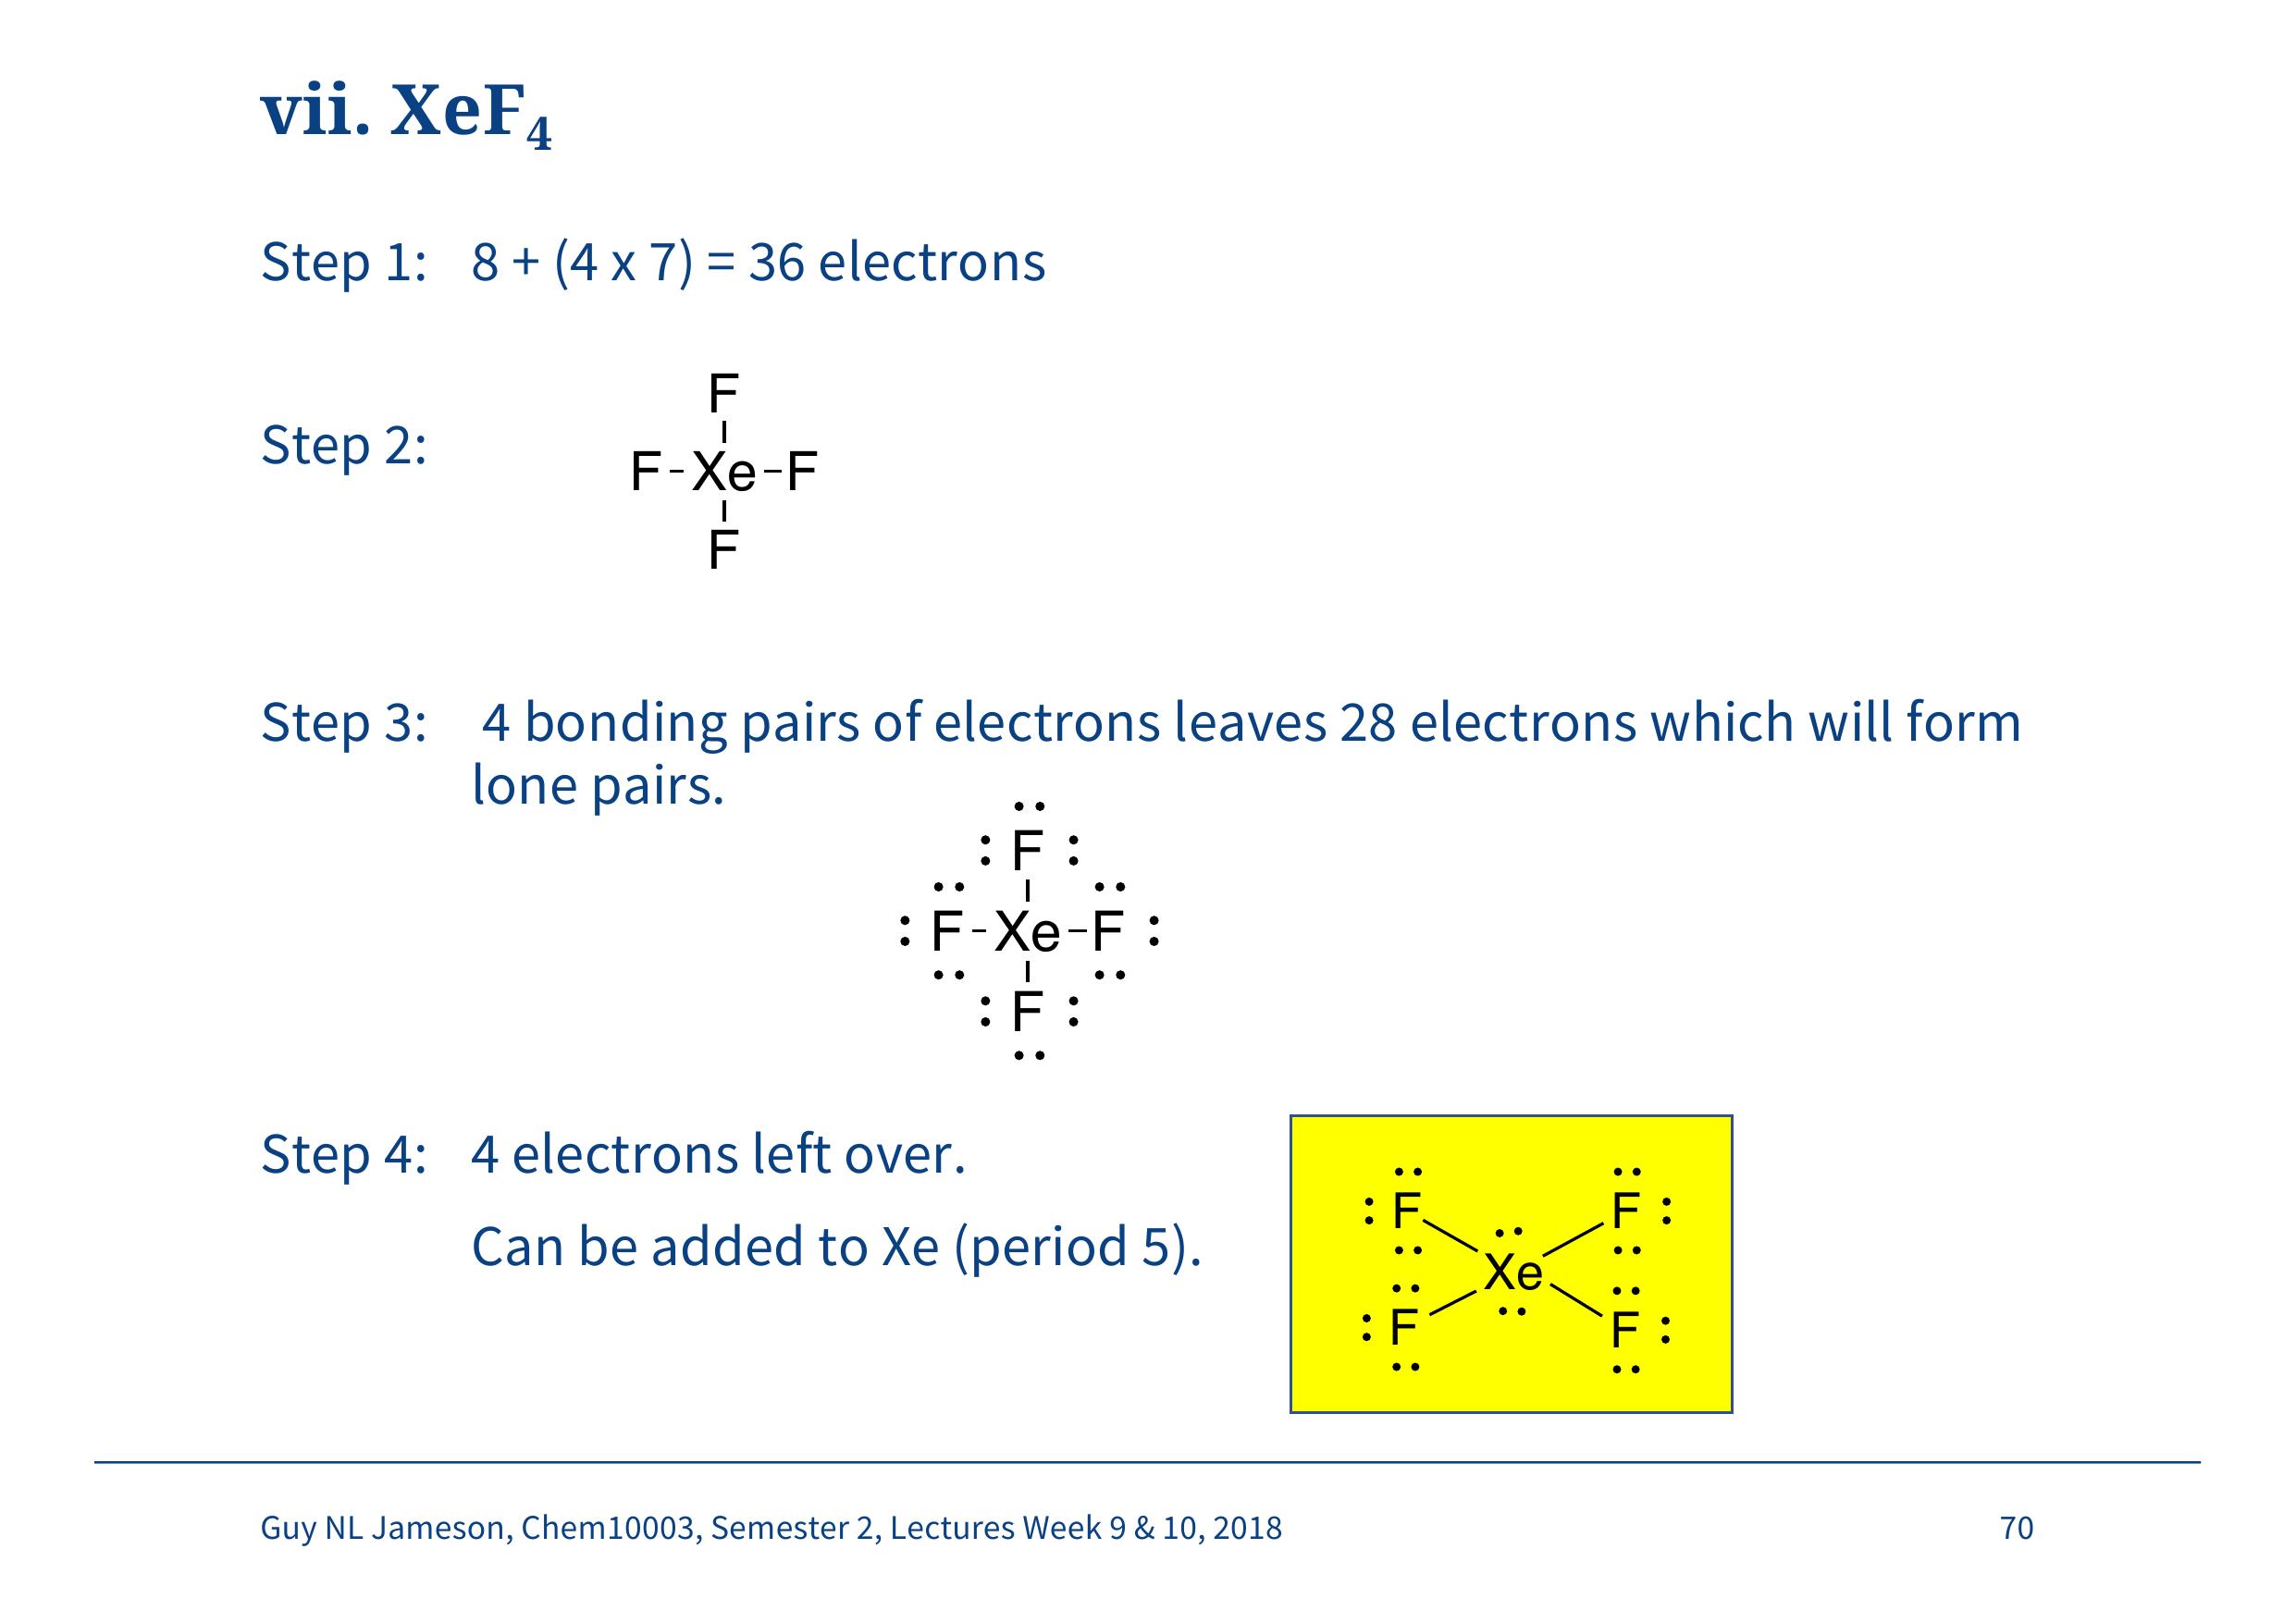 vii. XeF4
Step 1: 8 + (4 x 7) = 36 electrons
F
Step 2:
F - Xe – F
F
Step 3: 4 bonding pairs of electrons leaves 28 electrons which will form
lone pairs.
F
F - Xe – F
F
Step 4: 4 electrons left over.
Can be added to Xe (period 5).
F F
Xe
F F
Guy NL Jameson, Chem10003, Semester 2, Lectures Week 9 & 10, 2018 70